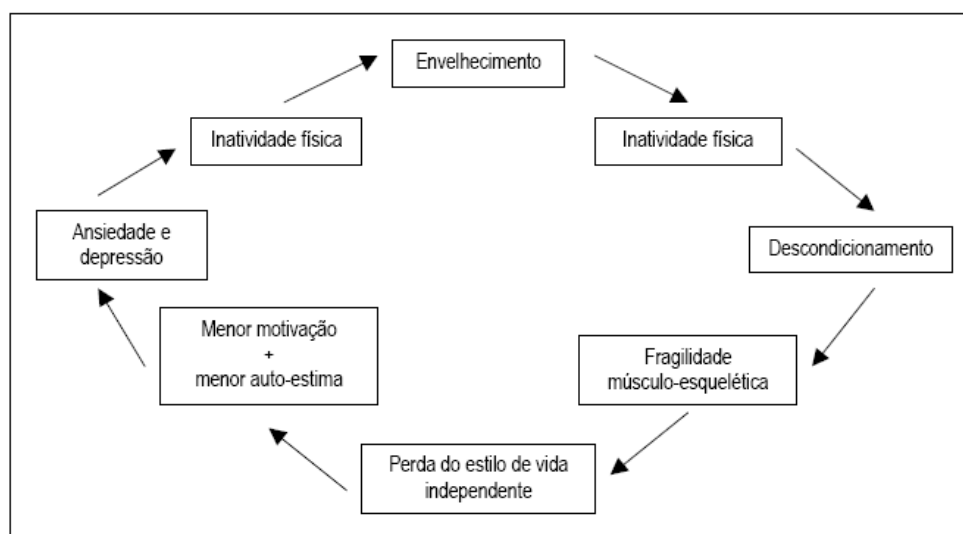 Envelhecimento
Inatividade física
Inatividade física
Ansiedade e
depressão
Descondicionamento
Menor motivação
+
menor auto-estima
Fragilidade
músculo-esquelética
Perda do estilo de vida
independente